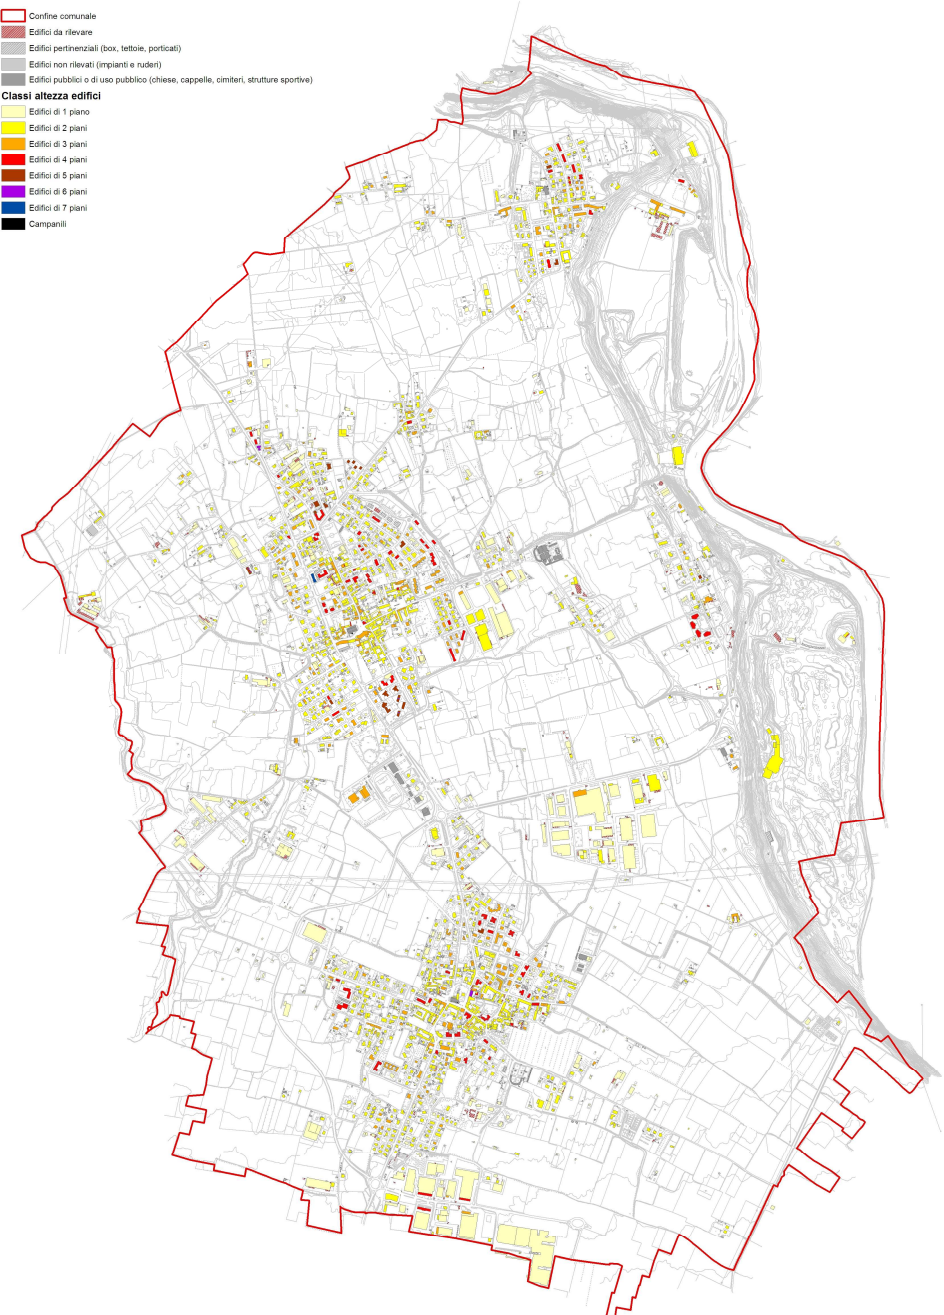 Confine comunale
Edifici da rilevare
Edifici pertinenziali (box, tettoie, porticati)
Edifici non rilevati (impianti e ruderi)
Edifici pubblici o di uso pubblico (chiese, cappelle, cimiteri, strutture sportive)
Classi altezza edifici
Edifici di 1 piano
Edifici di 2 piani
Edifici di 3 piani
Edifici di 4 piani
Edifici di 5 piani
Edifici di 6 piani
Edifici di 7 piani
Campanili